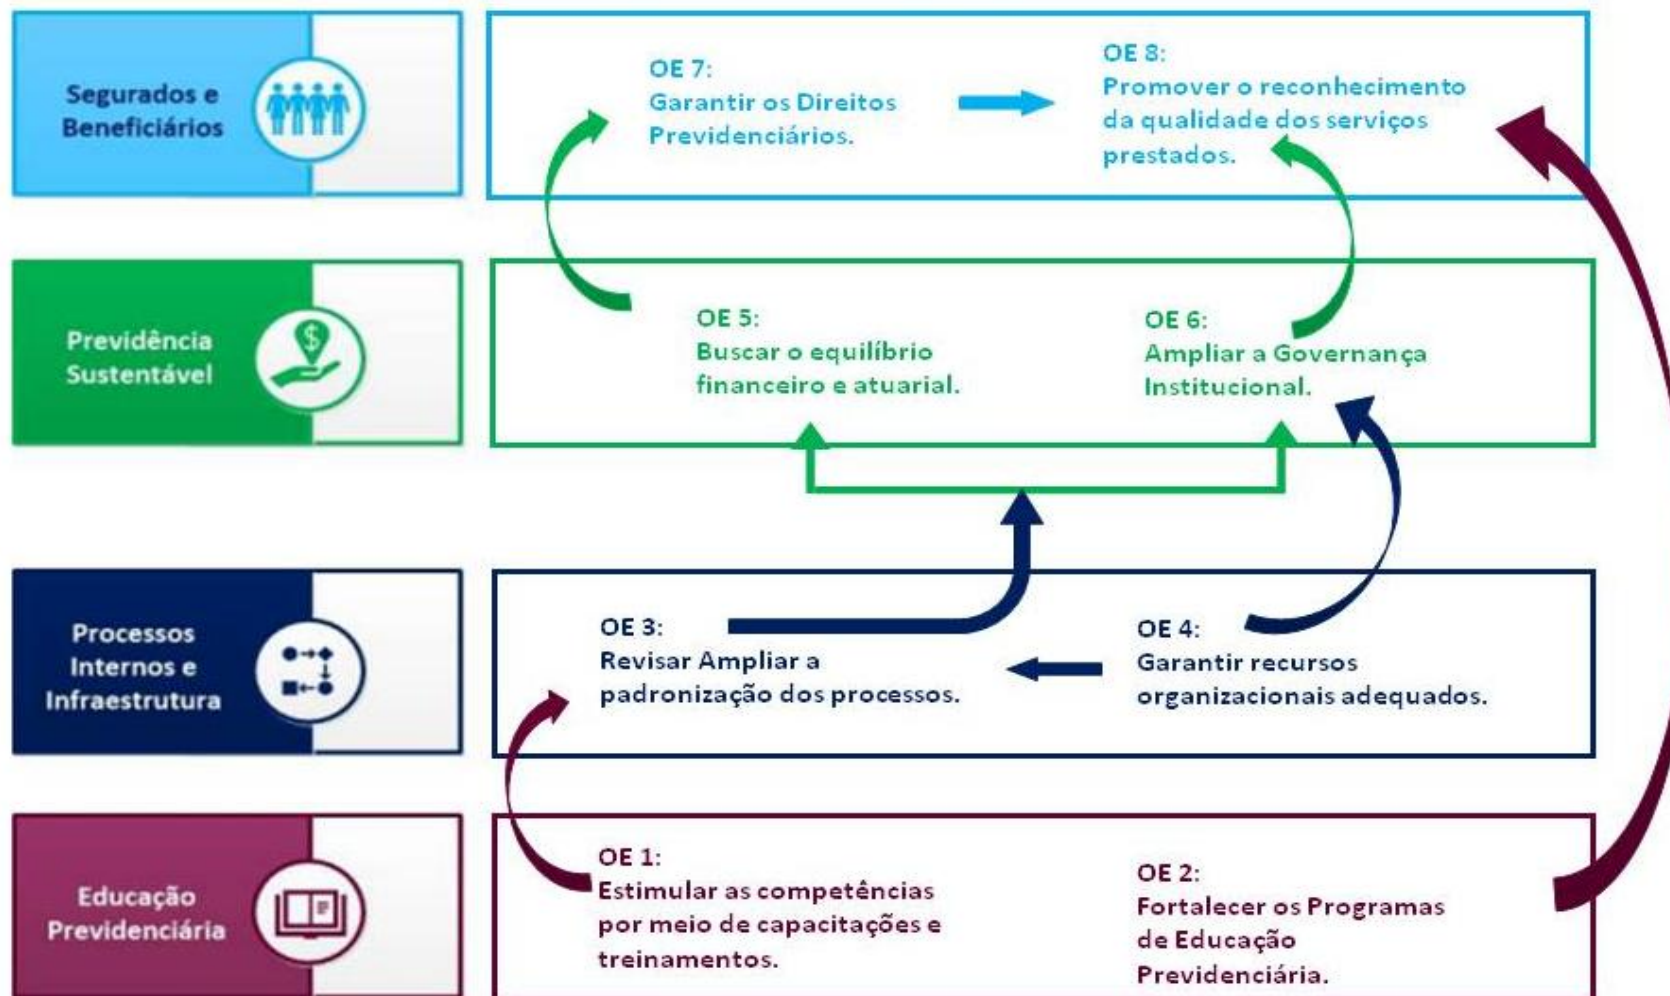 Segurados e
Beneficiários
OE 7:
Garantir os Direitos
Previdenciários.
OE 8:
Promover o reconhecimento
da qualidade dos serviços
prestados.
Previdência
Sustentável
$
OE 5:
Buscar o equilíbrio
financeiro e atuarial.
OE 6:
Ampliar a Governança
Institucional.
Processos
Internos e
Infraestrutura
OE 3:
Revisar Ampliar a
padronização dos processos.
OE 4:
Garantir recursos
organizacionais adequados.
Educação
Previdenciária
OE 1:
Estimular as competências
por meio de capacitações e
treinamentos.
OE 2:
Fortalecer os Programas
de Educação
Previdenciária.